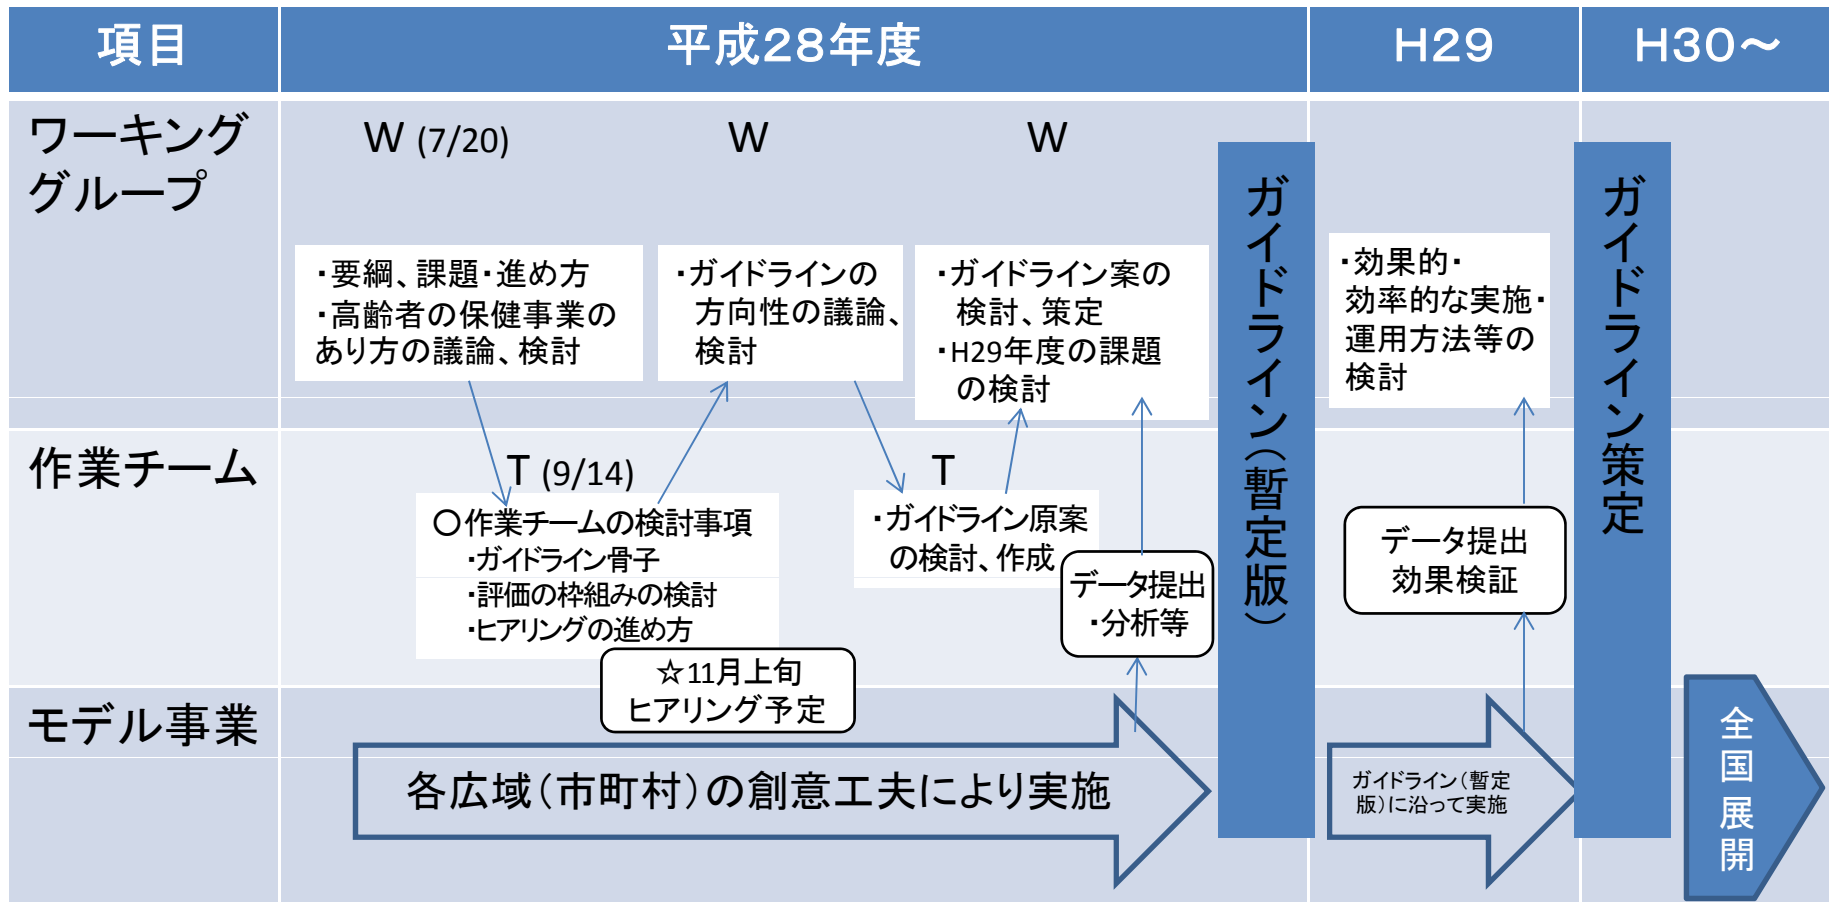 項目
平成28年度
H29
H30～
ワーキング
グループ
W (7/20)
W
W
・要綱、課題・進め方
・高齢者の保健事業の
あり方の議論、検討
・ガイドラインの
方向性の議論、
検討
・ガイドライン案の
検討、策定
・H29年度の課題
の検討
・効果的・
効率的な実施・
運用方法等の
検討
ガイドライン（暫定版）
ガイドライン策定
作業チーム
T (9/14)
〇作業チームの検討事項
・ガイドライン骨子
・評価の枠組みの検討
・ヒアリングの進め方
T
・ガイドライン原案
の検討、作成
データ提出
・分析等
データ提出
効果検証
☆11月上旬
ヒアリング予定
モデル事業
各広域（市町村）の創意工夫により実施
ガイドライン（暫定
版）に沿って実施
全国展開